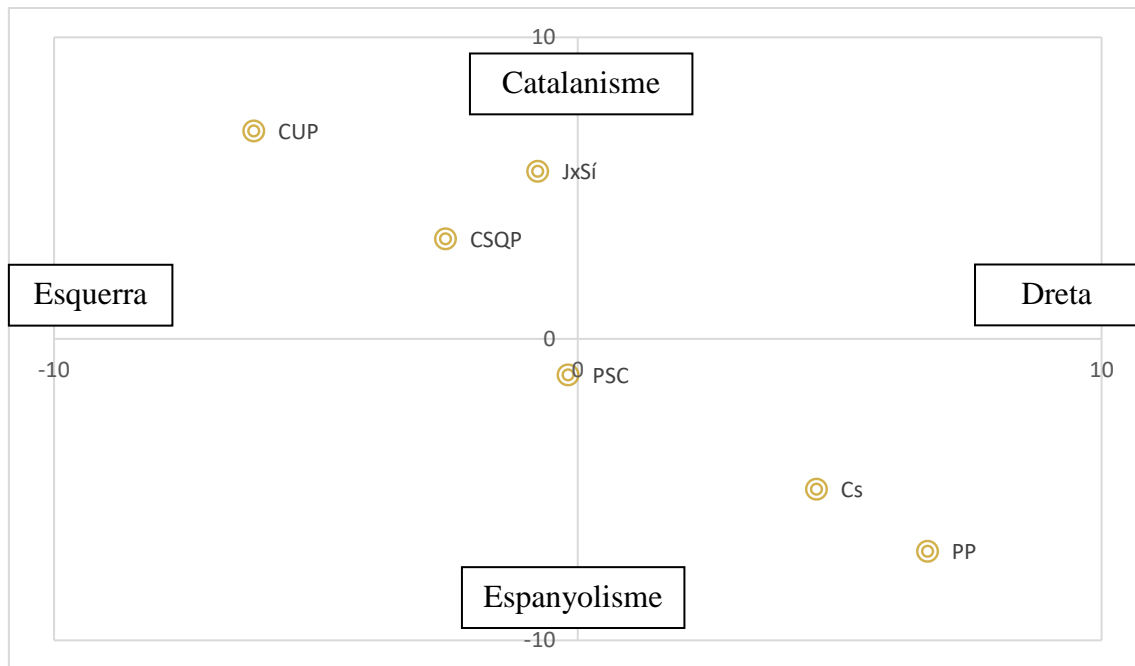 10
Catalanisme
CUP
JxSí
CSQP
Esquerra
Dreta
0
-10
0
10
PSC
Cs
PP
Espanyolisme
-10